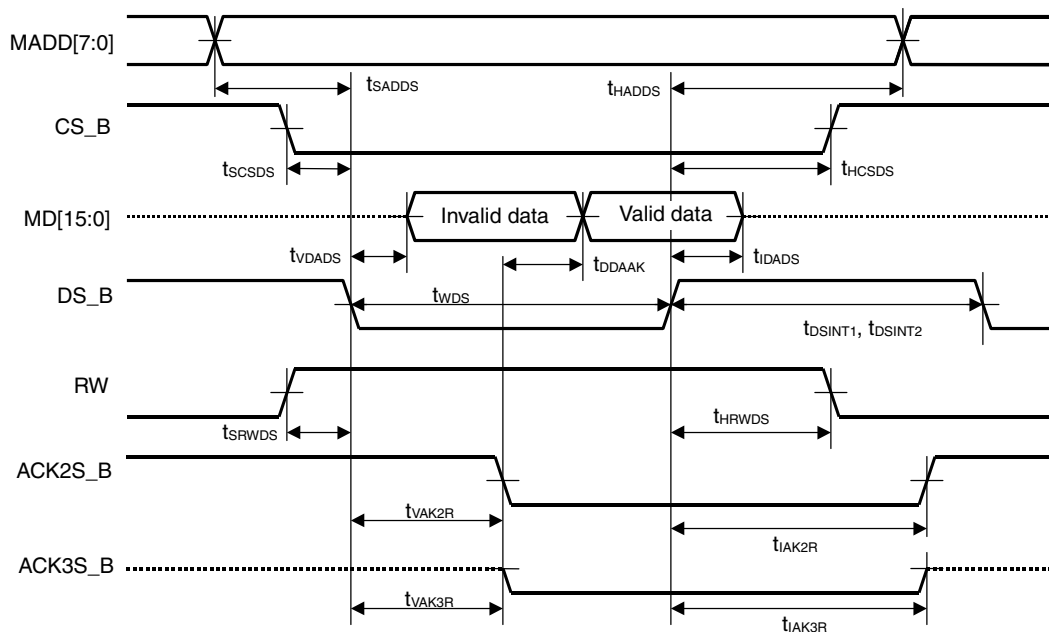 MADD[7:0]
tSADDS
tHADDS
CS_B
tSCSDS
tHCSDS
MD[15:0]
Invalid data
Valid data
tVDADS
tDDAAK
tIDADS
DS_B
tWDS
tDSINT1, tDSINT2
RW
tSRWDS
tHRWDS
ACK2S_B
tVAK2R
tIAK2R
ACK3S_B
tVAK3R
tIAK3R